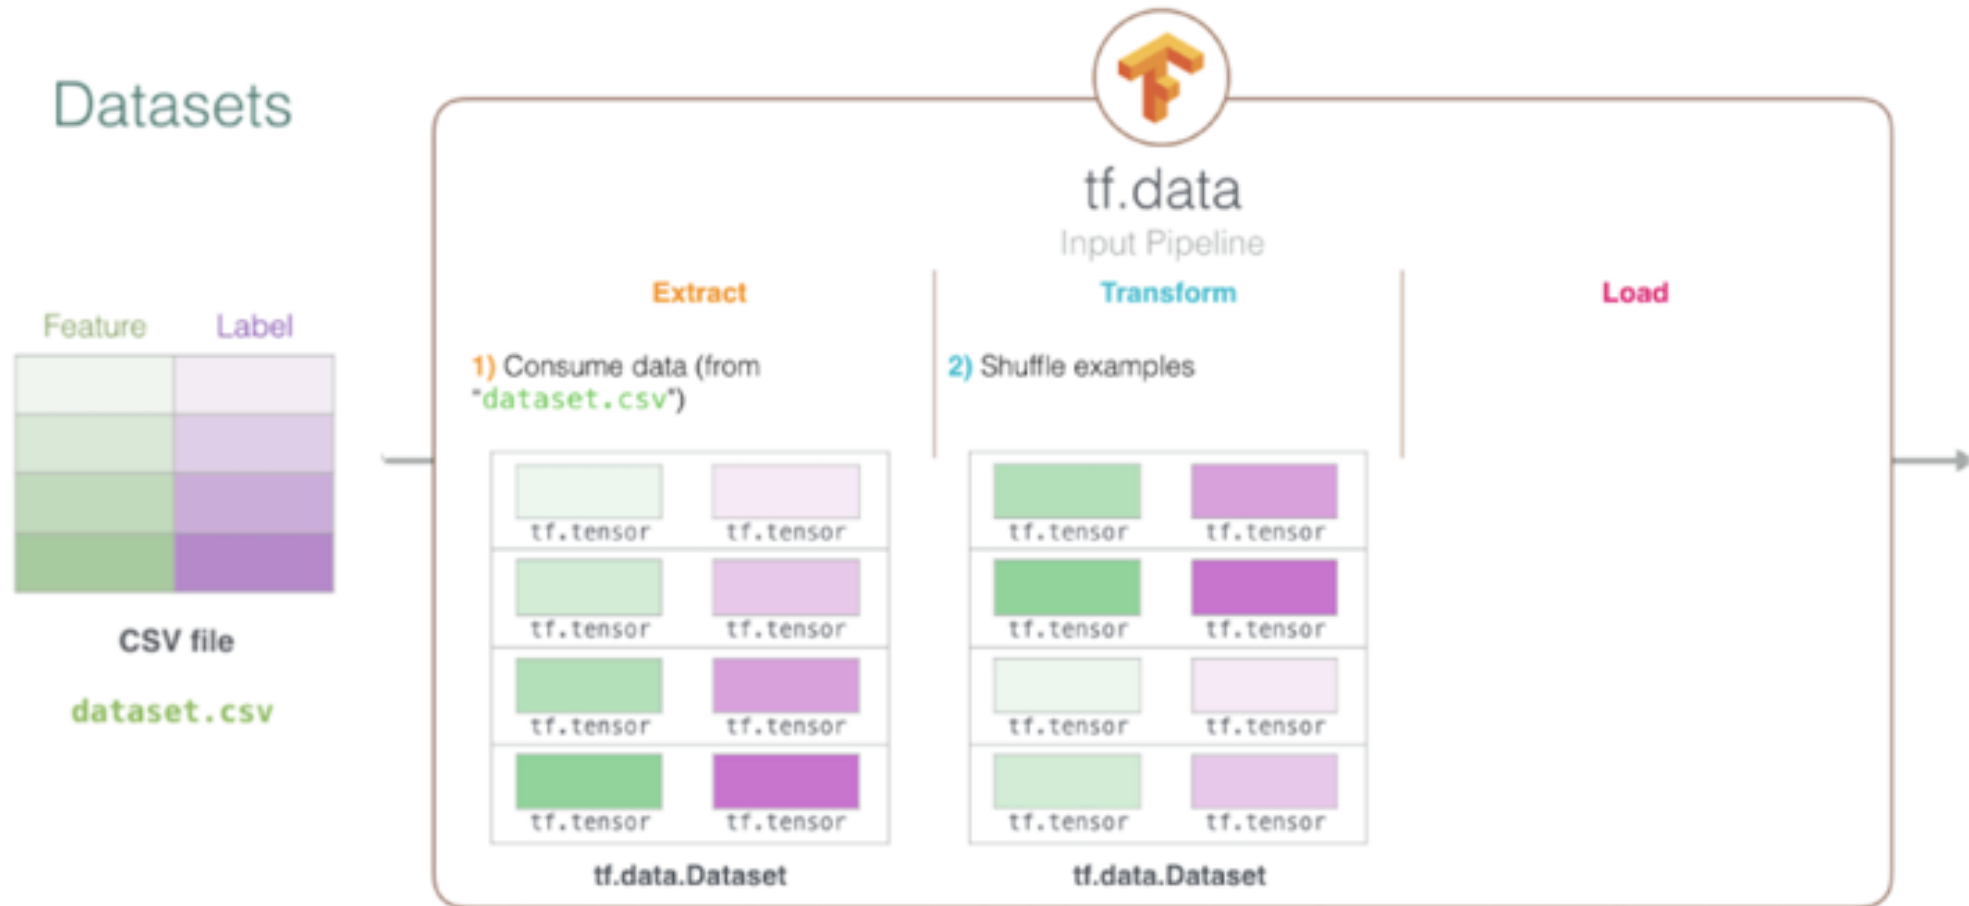 Datasets
tf.data
Input Pipeline
Extract
Transform
Load
Feature Label
1) Consume data (from
"dataset.csv")
2) Shuffle examples
tf.tensor tf.tensor
tf.tensor tf.tensor
tf.tensor tf.tensor
tf.tensor tf.tensor
tf.data.Dataset
tf.tensor tf.tensor
tf.tensor tf.tensor
tf.tensor tf.tensor
tf.tensor tf.tensor
tf.data.Dataset
CSV file
dataset.csv